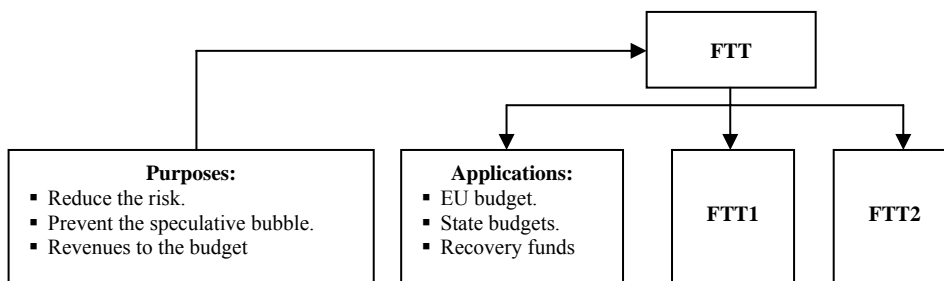 FTT
Purposes:
▪ Reduce the risk.
▪ Prevent the speculative bubble.
▪ Revenues to the budget
Applications:
▪ EU budget.
▪ State budgets.
▪ Recovery funds
FTT1
FTT2